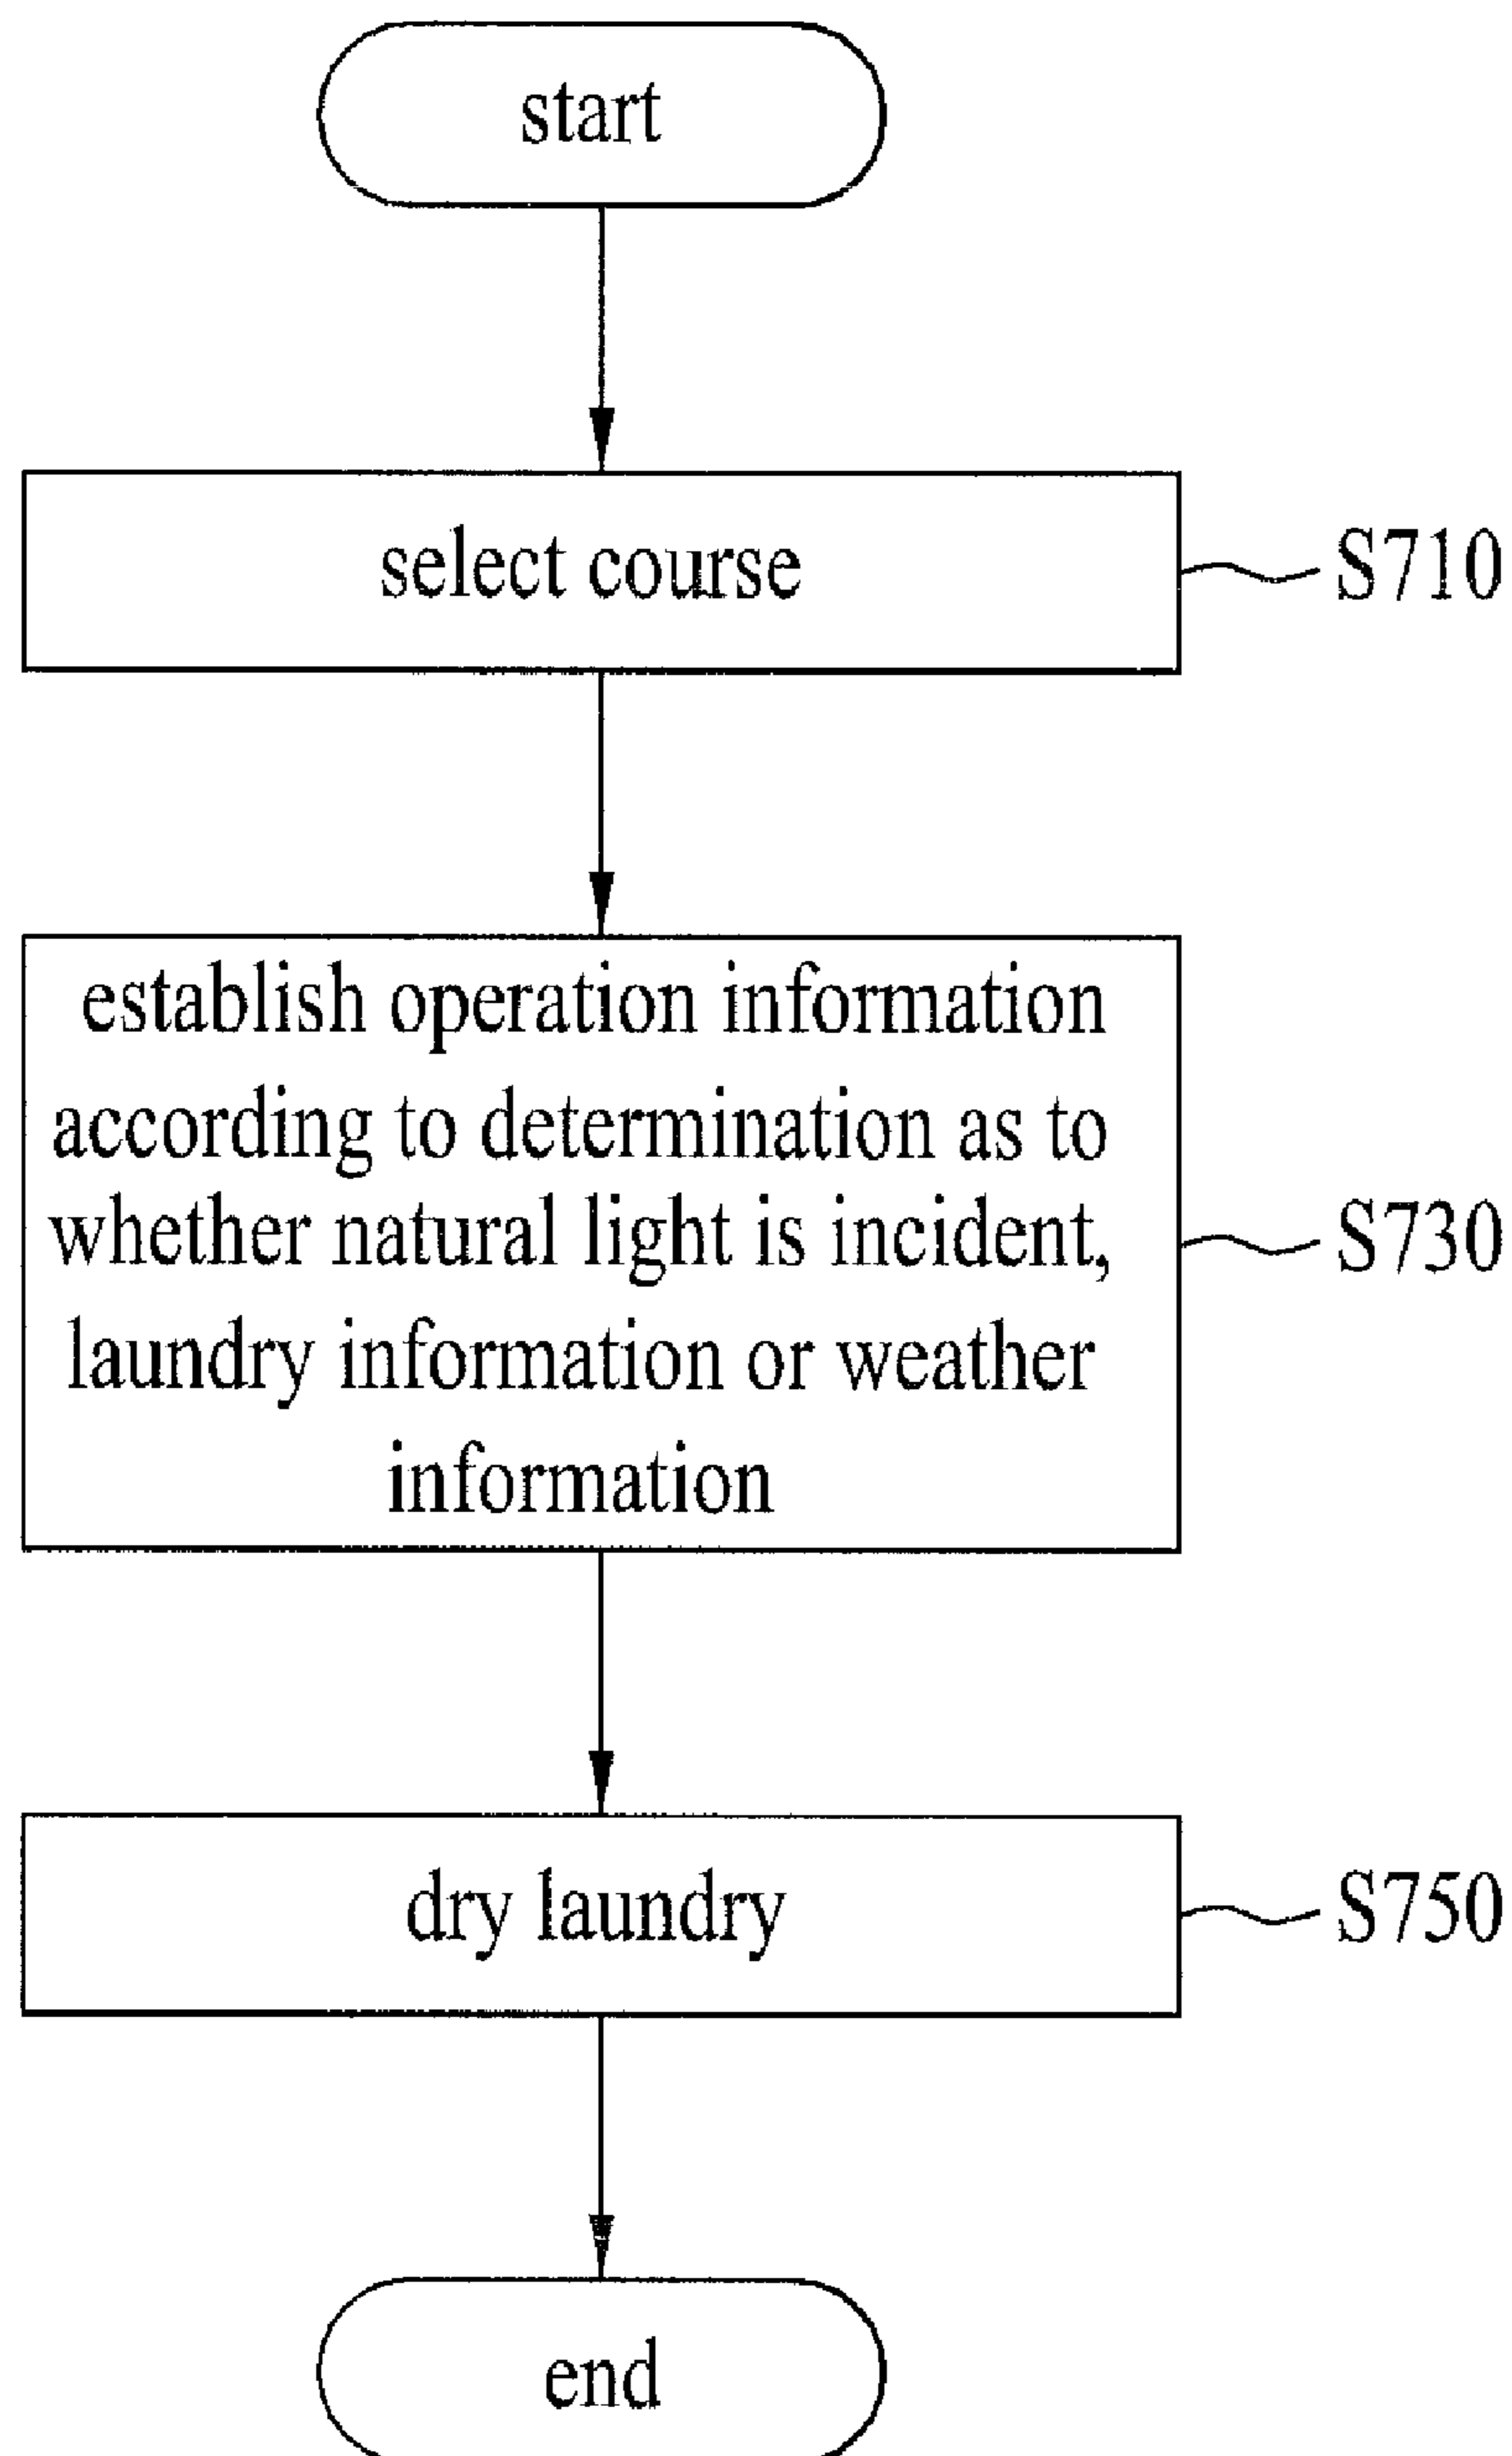 start
select course
S710
establish operation information
according to determination as to
whether natural light is incident,
laundry information or weather
information
S730
dry laundry
S750
end